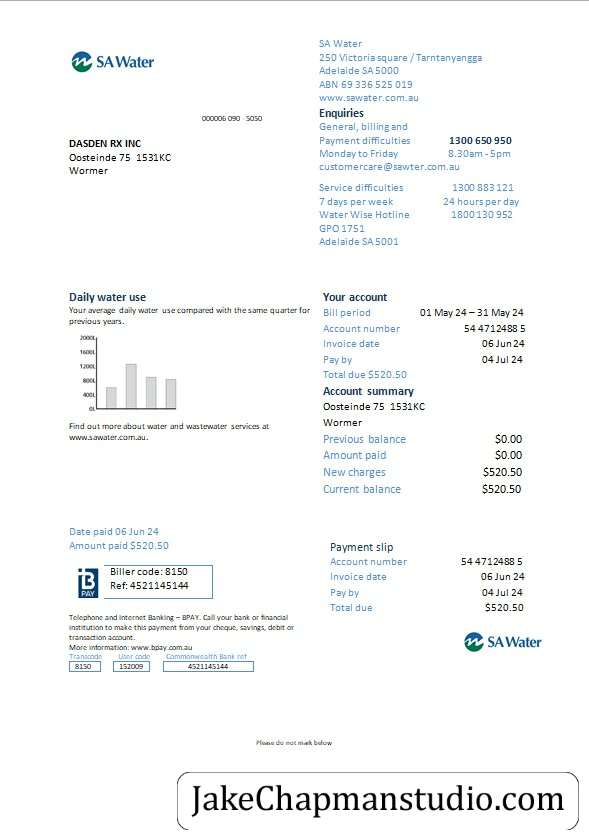 SA Water
SA Water
250 Victoria square / Tarntanyangga
Adelaide SA 5000
ABN 69 336 525 019
www.sawater.com.au
Enquiries
General, billing and
Payment difficulties 1300 650 950
Monday to Friday 8.30am - 5pm
customercare@sawter.com.au
Service difficulties 1300 883 121
7 days per week 24 hours per day
Water Wise Hotline 1800 130 952
GPO 1751
Adelaide SA 5001
000006 090 5050
DASDEN RX INC
Oosteinde 75 1531KC
Wormer
Daily water use
Your average daily water use compared with the same quarter for
previous years.
2000L
1600L
1200L
800L
400L
0L
Find out more about water and wastewater services at
www.sawater.com.au.
Your account
Bill period 01 May 24 – 31 May 24
Account number 54 4712488 5
Invoice date 06 Jun 24
Pay by 04 Jul 24
Total due $520.50
Account summary
Oosteinde 75 1531KC
Wormer
Previous balance $0.00
Amount paid $0.00
New charges $520.50
Current balance $520.50
Date paid 06 Jun 24
Amount paid $520.50
B
PAY
Biller code: 8150
Ref: 4521145144
Telephone and Internet Banking – BPAY. Call your bank or financial
institution to make this payment from your cheque, savings, debit or
transaction account.
More information: www.bpay.com.au
Transcode User code Commonwealth Bank ref
8150 152009 4521145144
Payment slip
Account number 54 4712488 5
Invoice date 06 Jun 24
Pay by 04 Jul 24
Total due $520.50
SA Water
Please do not mark below
JakeChapmanstudio.com